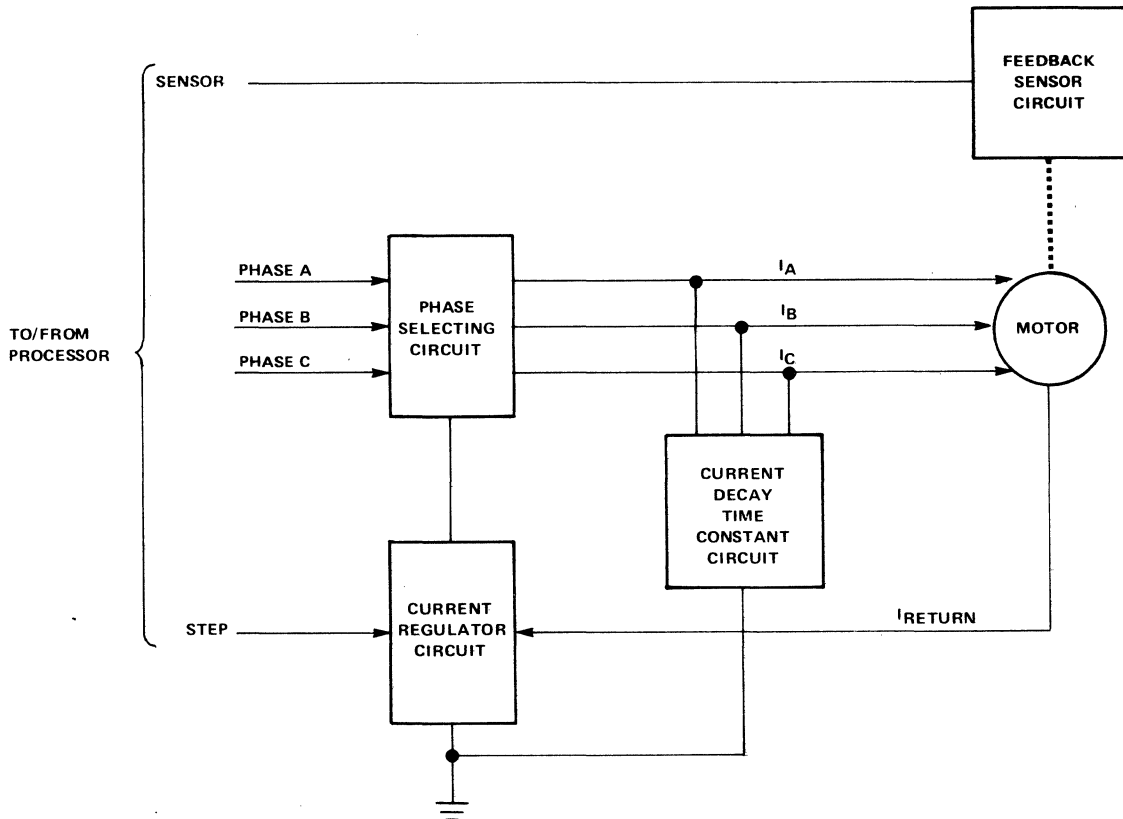 FEEDBACK
SENSOR
CIRCUIT
SENSOR
PHASE A
PHASE B
PHASE C
TO/FROM
PROCESSOR
PHASE
SELECTING
CIRCUIT
IA
IB
IC
MOTOR
CURRENT
DECAY
TIME
CONSTANT
CIRCUIT
STEP
CURRENT
REGULATOR
CIRCUIT
IRETURN